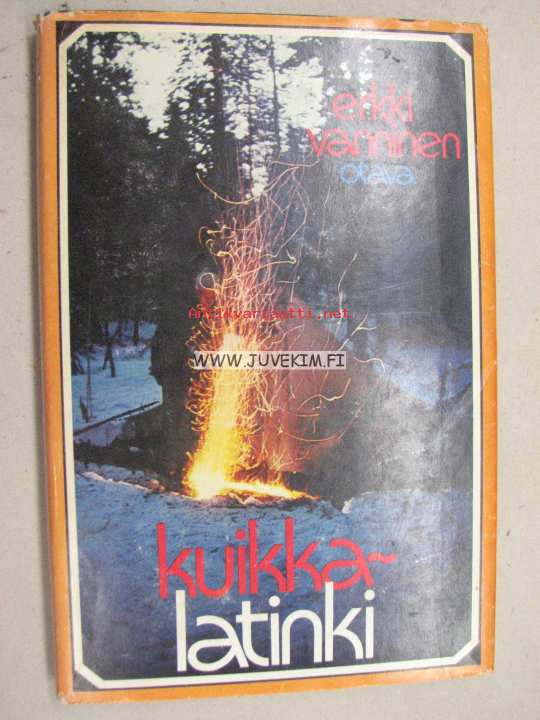 erkki
vanninen
otava
Antikvariaatti.net
WWW.JUVEKIM.FI
kuikka-
latinki